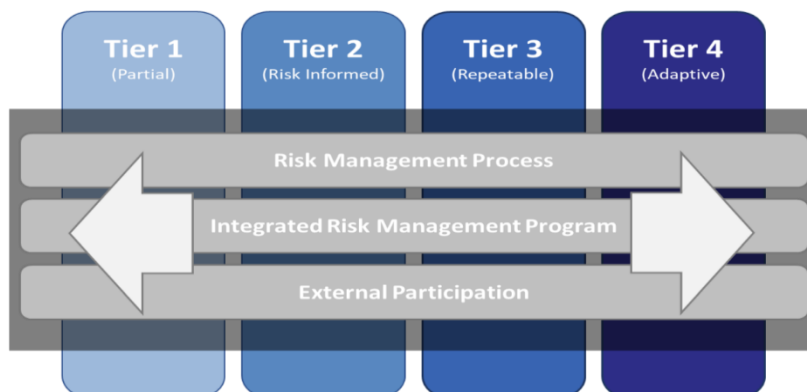 Tier 1
(Partial)
Tier 2
(Risk Informed)
Tier 3
(Repeatable)
Tier 4
(Adaptive)
Risk Management Process
Integrated Risk Management Program
External Participation